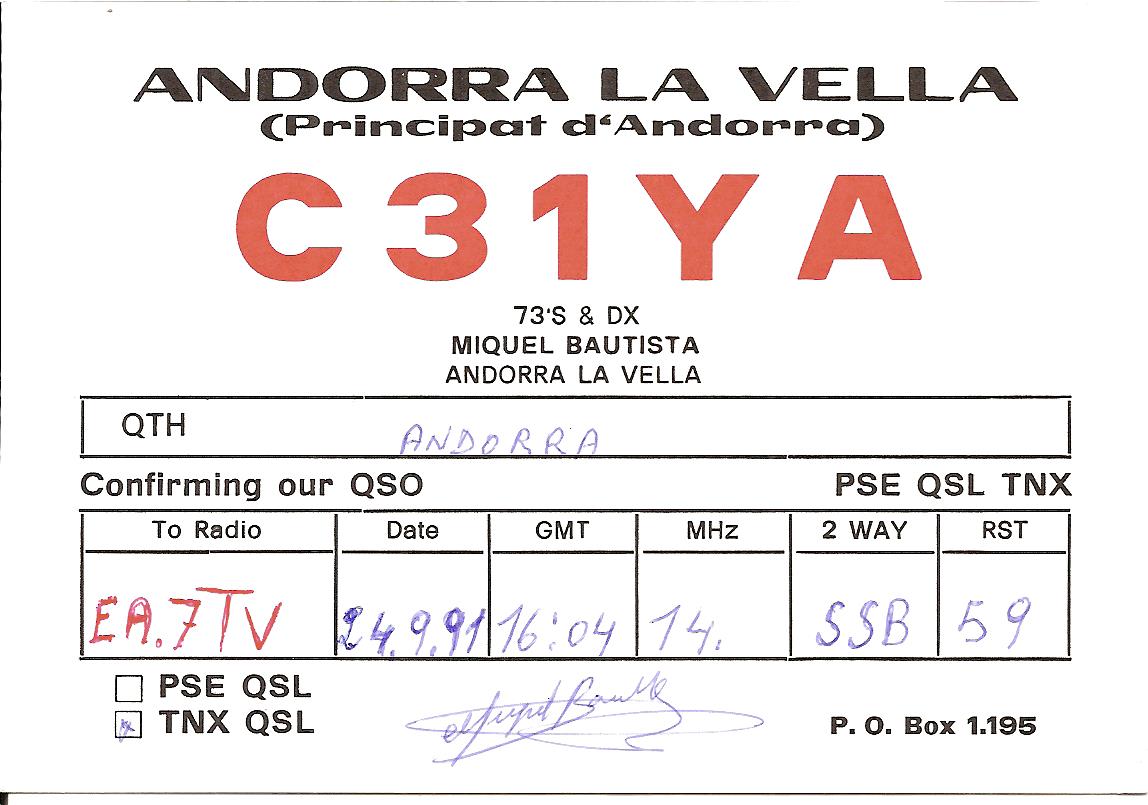 ANDORRA LA VELLA
(Principat d‘Andorra)
C31YA
73'S & DX
MIQUEL BAUTISTA
ANDORRA LA VELLA
QTH ANDORRA
Confirming our QSO PSE QSL TNX
To Radio Date GMT MHz 2 WAY RST
EA.7TV 24.9.91 16:04 14. SSB 59
PSE QSL
TNX QSL
P. O. Box 1.195